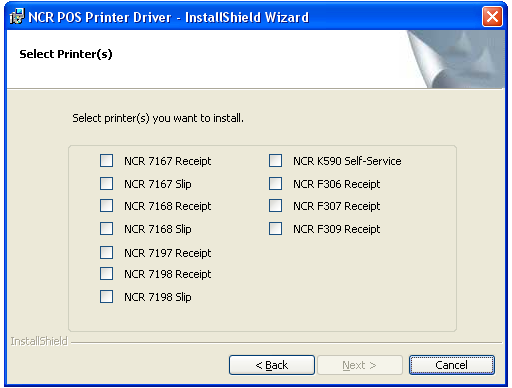 NCR POS Printer Driver - InstallShield Wizard
Select Printer(s)
Select printer(s) you want to install.
NCR 7167 Receipt
NCR 7167 Slip
NCR 7168 Receipt
NCR 7168 Slip
NCR 7197 Receipt
NCR 7198 Receipt
NCR 7198 Slip
NCR K590 Self-Service
NCR F306 Receipt
NCR F307 Receipt
NCR F309 Receipt
InstallShield
< Back
Next >
Cancel